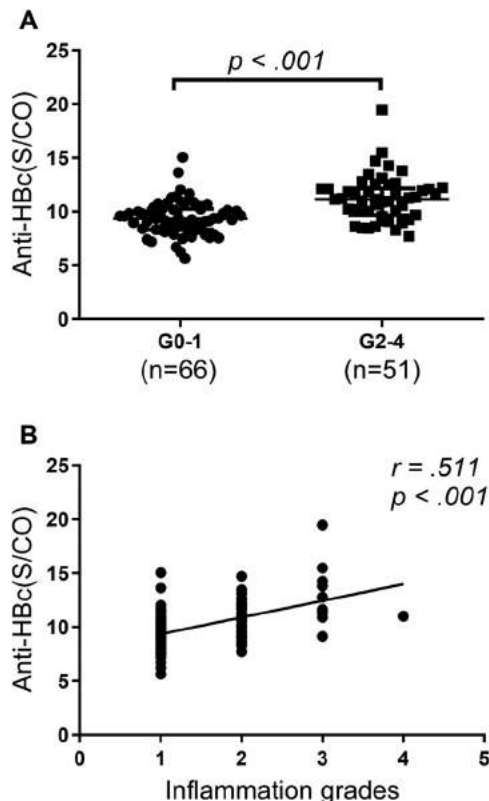 A
p < .001
25
20
15
10
5
0
Anti-HBc(S/CO)
G0-1
G2-4
(n=66)
(n=51)
B
r = .511
p < .001
25
20
15
10
5
0
Anti-HBc(S/CO)
0
1
2
3
4
5
Inflammation grades